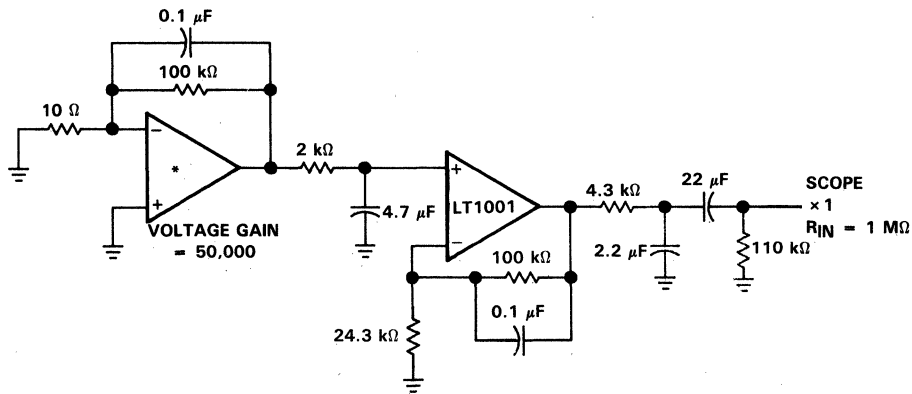 0.1 µF
100 kΩ
10 Ω
−
*
+
VOLTAGE GAIN
= 50,000
2 kΩ
4.7 µF
+
LT1001
−
100 kΩ
0.1 µF
24.3 kΩ
4.3 kΩ
2.2 µF
22 µF
110 kΩ
SCOPE
× 1
RIN = 1 MΩ